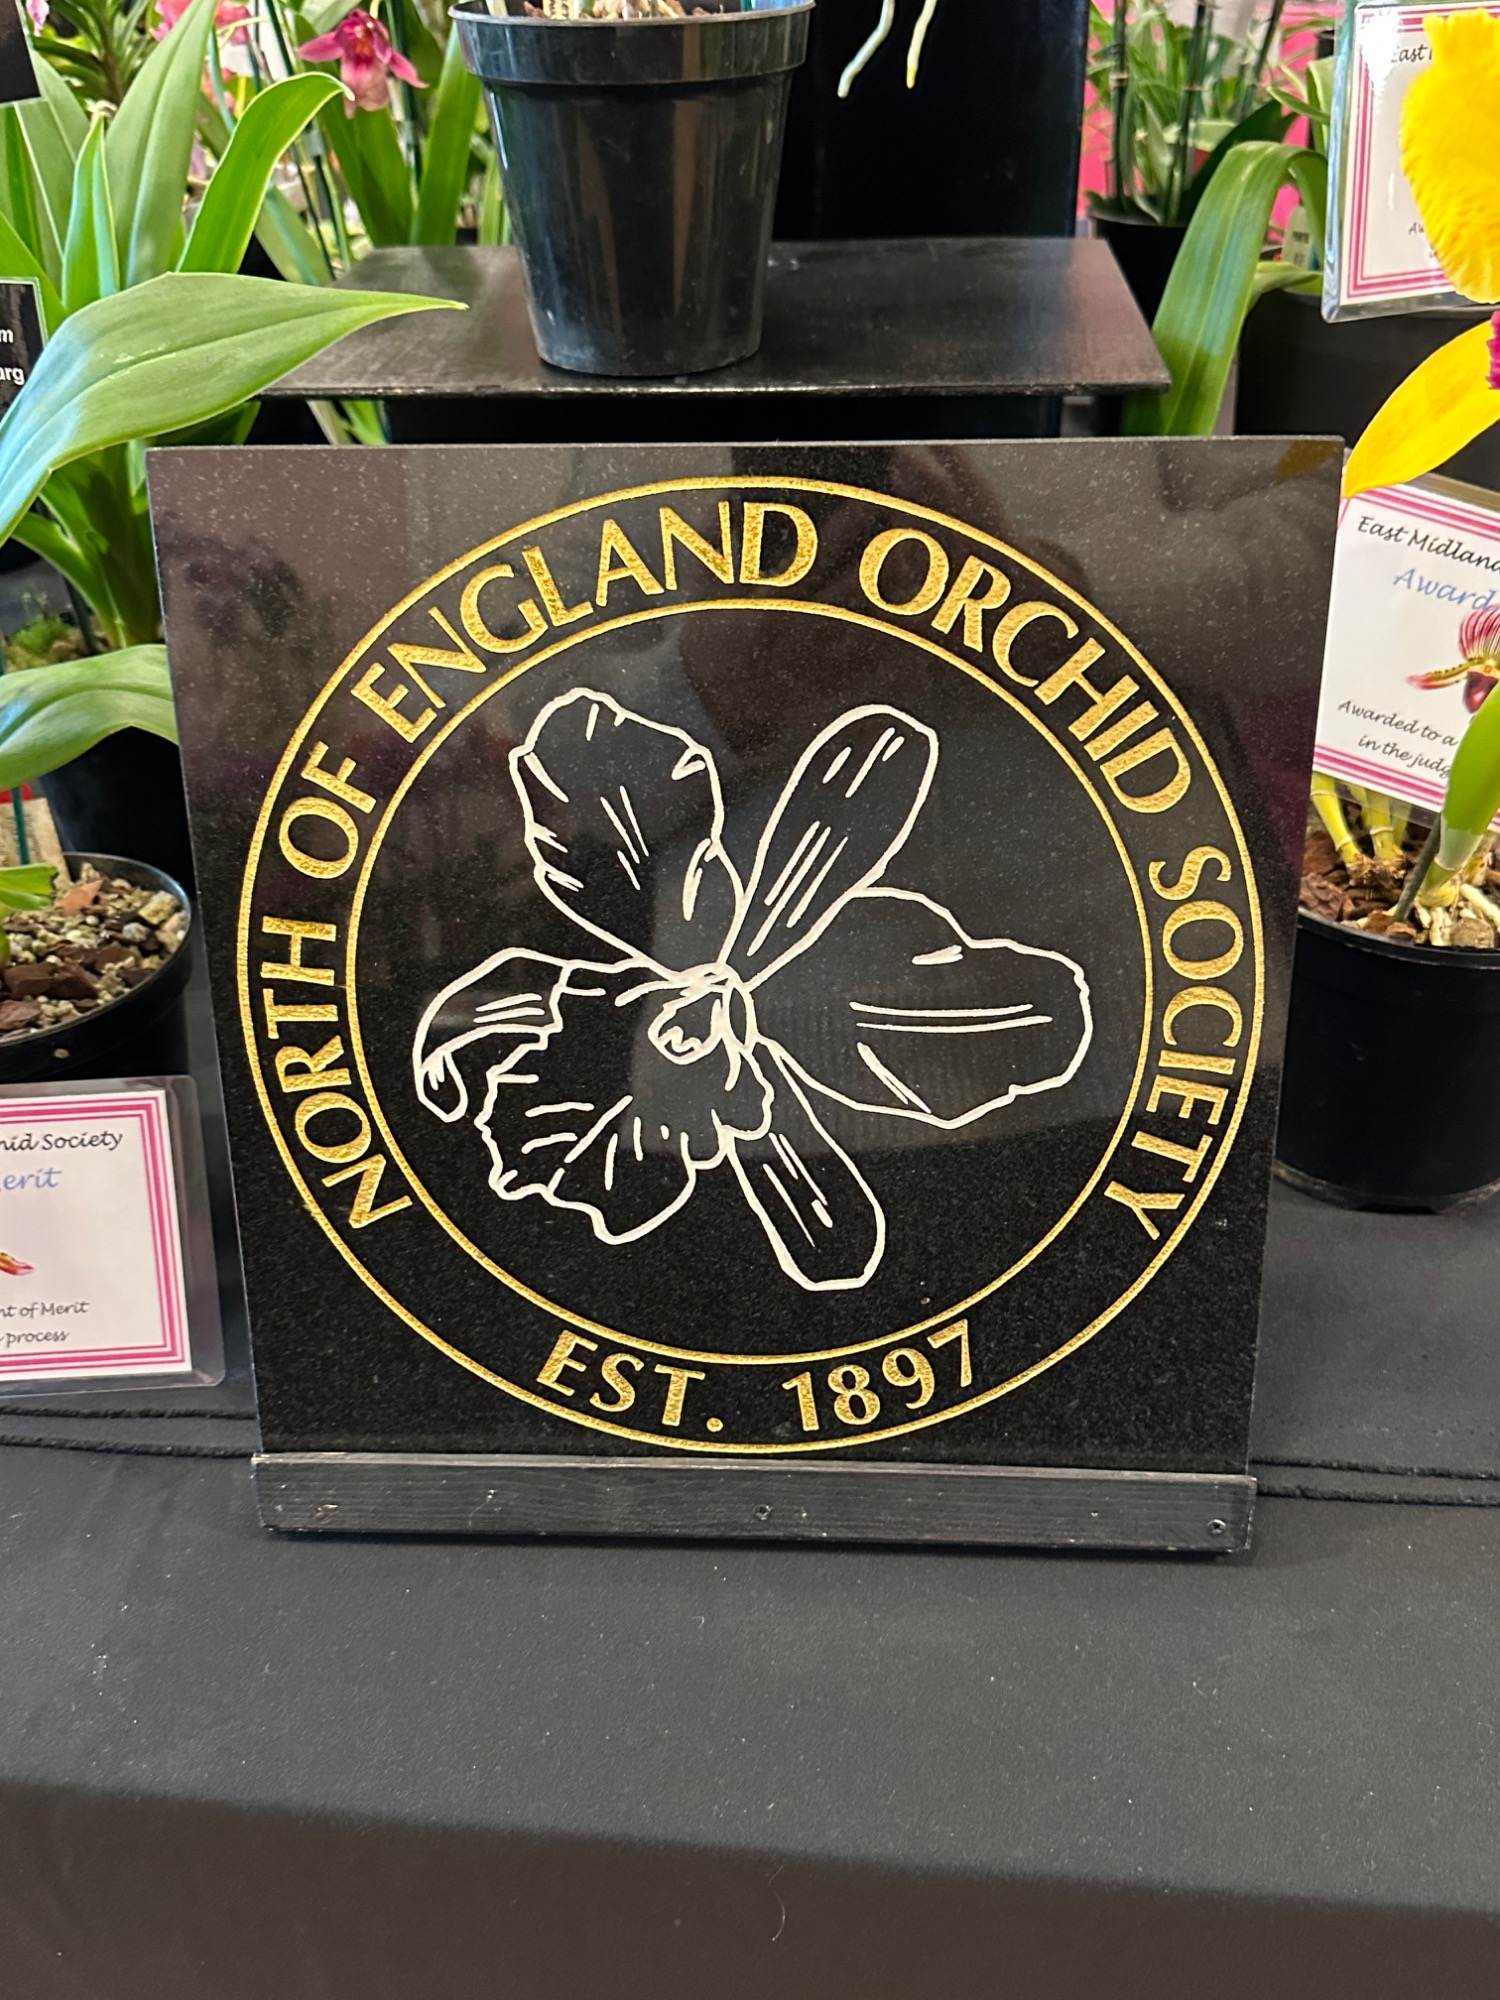 NORTH OF ENGLAND ORCHID SOCIETY
EST. 1897
East Midland
Award
Awarded to a
in the judg
Society
of Merit
process